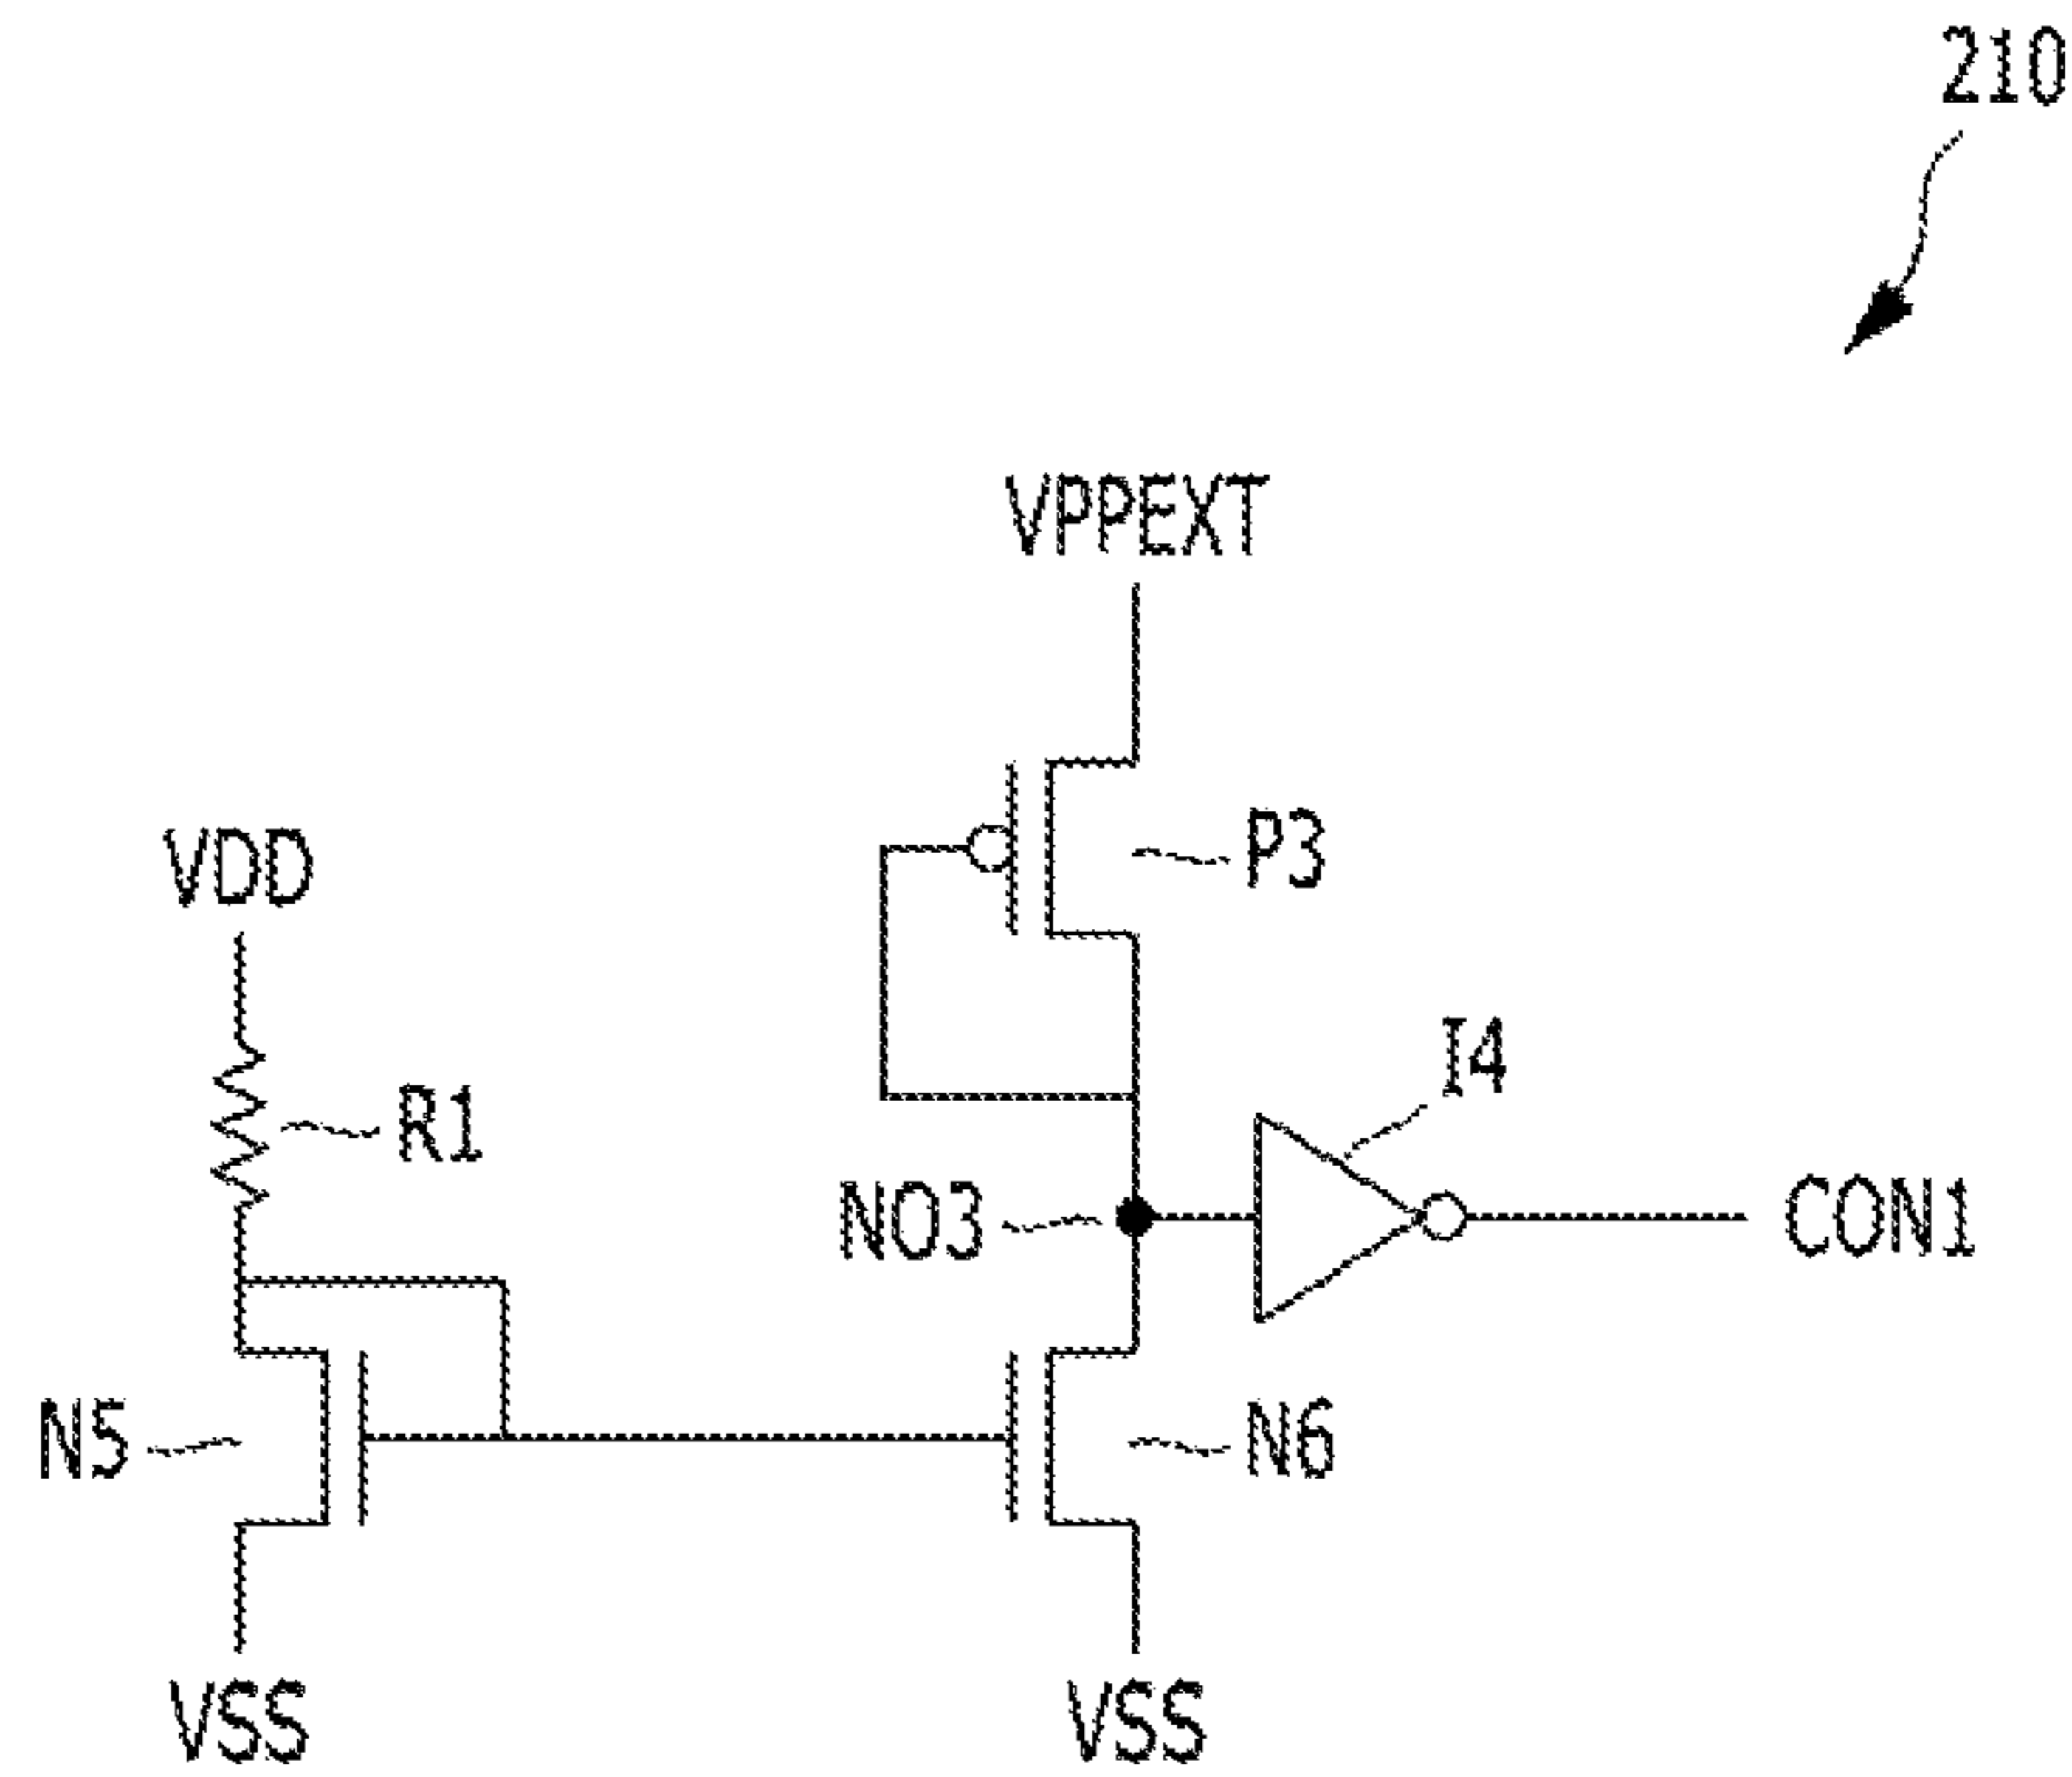 210
VPPEXT
P3
VDD
I4
R1
NO3
CON1
N5
N6
VSS
VSS